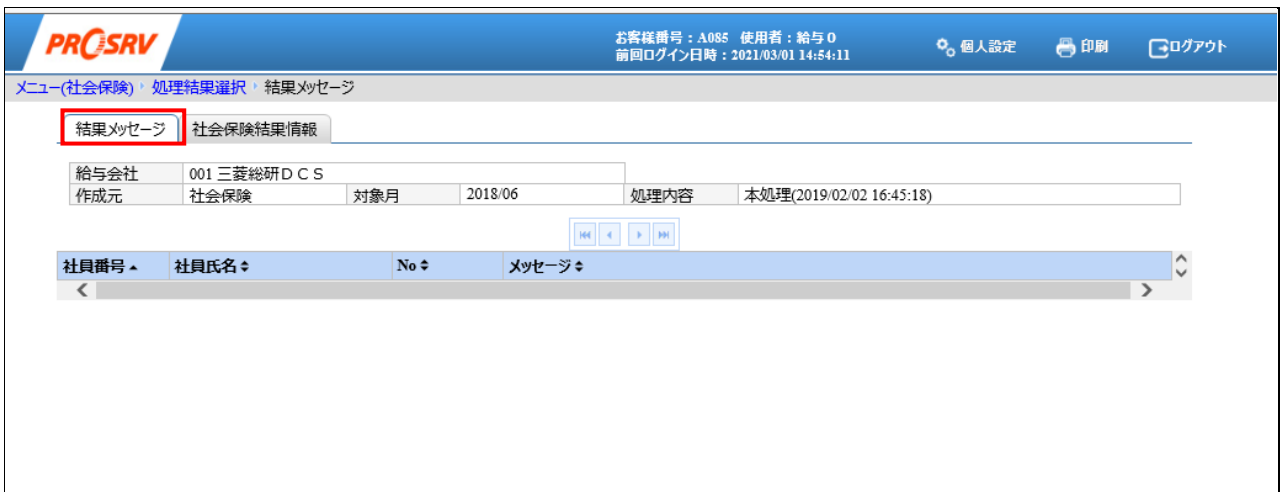 PROSRV
お客様番号：A085 使用者：給与０
前回ログイン日時：2021/03/01 14:54:11
個人設定
印刷
ログアウト
メニュー(社会保険) 処理結果選択 結果メッセージ
結果メッセージ 社会保険結果情報
給与会社 001 三菱総研ＤＣＳ
作成元 社会保険 対象月 2018/06 処理内容 本処理(2019/02/02 16:45:18)
社員番号 社員氏名 No メッセージ